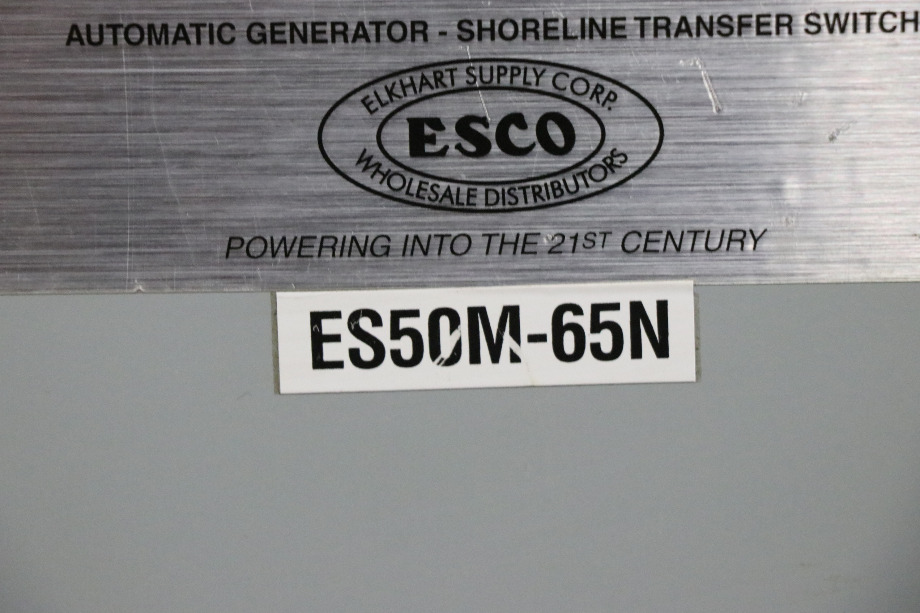 AUTOMATIC GENERATOR - SHORELINE TRANSFER SWITCH
ELKHART SUPPLY CORP.
ESCO
WHOLESALE DISTRIBUTORS
POWERING INTO THE 21ST CENTURY
ES50M-65N